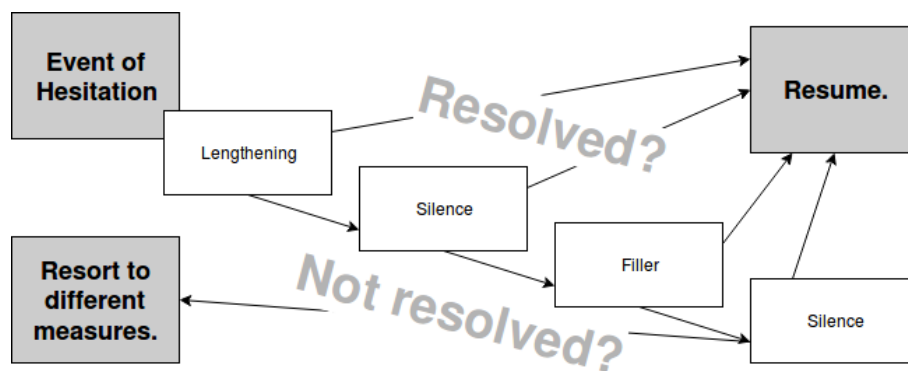 Event of
Hesitation
Lengthening
Resolved?
Resume.
Silence
Filler
Silence
Not resolved?
Resort to
different
measures.